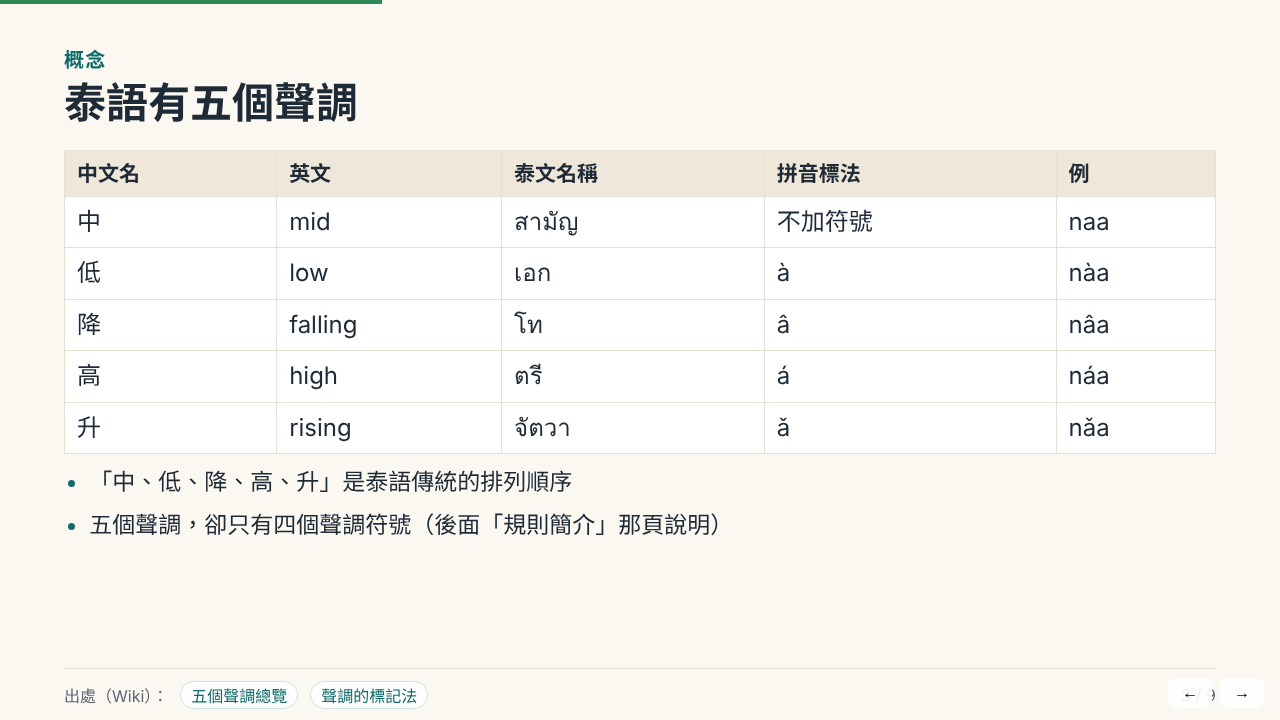 概念
泰語有五個聲調
中文名 英文 泰文名稱 拼音標法 例
中 mid สามัญ 不加符號 naa
低 low เอก à nàa
降 falling โท â nâa
高 high ตรี á náa
升 rising จัตวา ǎ nǎa
• 「中、低、降、高、升」是泰語傳統的排列順序
• 五個聲調，卻只有四個聲調符號（後面「規則簡介」那頁說明）
出處（Wiki）： 五個聲調總覽 聲調的標記法 ← / 9 →